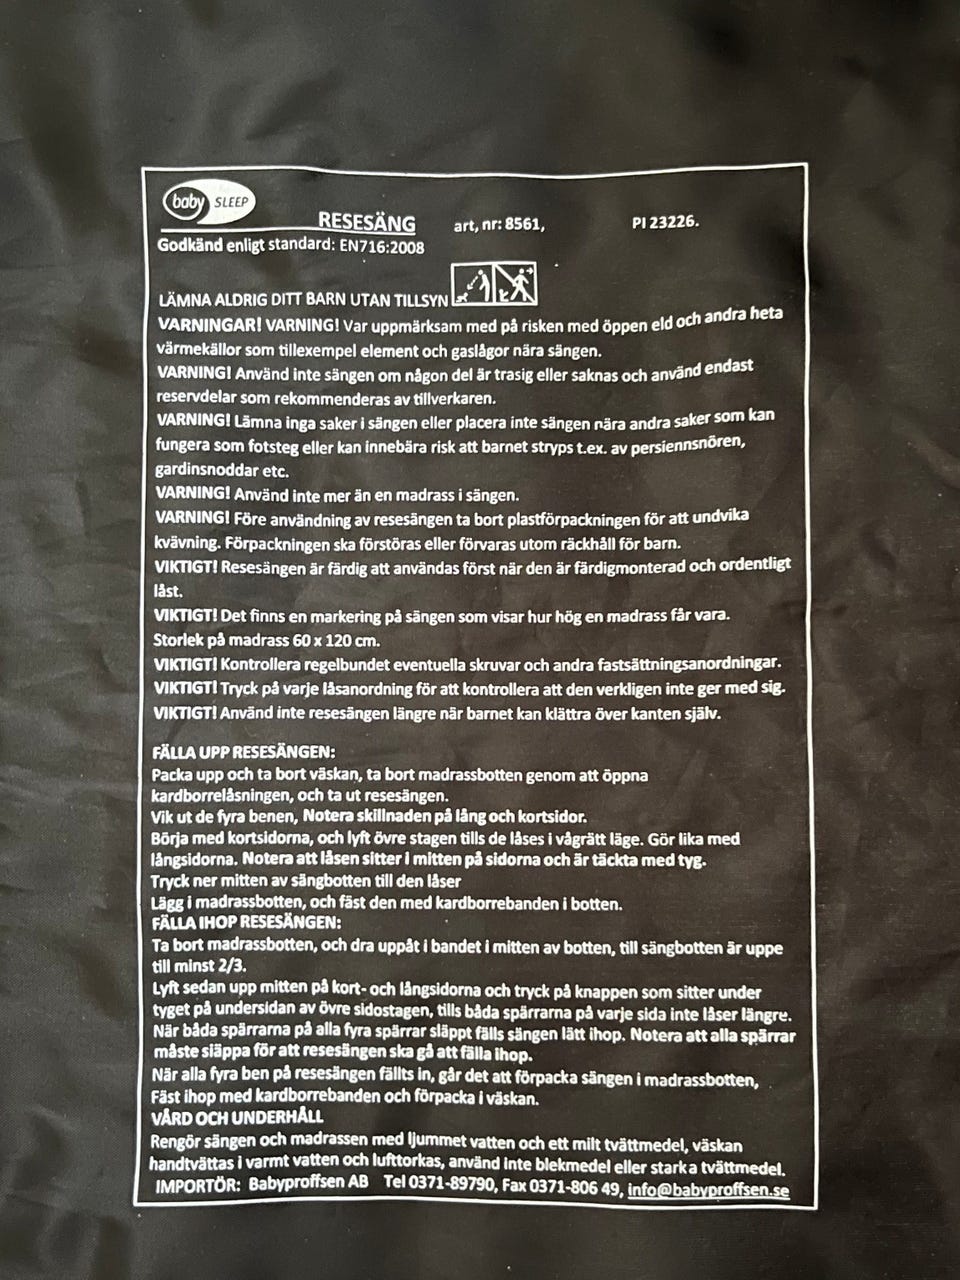 baby SLEEP
RESESÄNG art, nr: 8561, PI 23226.
Godkänd enligt standard: EN716:2008
LÄMNA ALDRIG DITT BARN UTAN TILLSYN
VARNINGAR! VARNING! Var uppmärksam med på risken med öppen eld och andra heta
värmekällor som tillexempel element och gaslågor nära sängen.
VARNING! Använd inte sängen om någon del är trasig eller saknas och använd endast
reservdelar som rekommenderas av tillverkaren.
VARNING! Lämna inga saker i sängen eller placera inte sängen nära andra saker som kan
fungera som fotsteg eller kan innebära risk att barnet stryps t.ex. av persiennsnören,
gardinsnoddar etc.
VARNING! Använd inte mer än en madrass i sängen.
VARNING! Före användning av resesängen ta bort plastförpackningen för att undvika
kvävning. Förpackningen ska förstöras eller förvaras utom räckhåll för barn.
VIKTIGT! Resesängen är färdig att användas först när den är färdigmonterad och ordentligt
låst.
VIKTIGT! Det finns en markering på sängen som visar hur hög en madrass får vara.
Storlek på madrass 60 x 120 cm.
VIKTIGT! Kontrollera regelbundet eventuella skruvar och andra fastsättningsanordningar.
VIKTIGT! Tryck på varje låsanordning för att kontrollera att den verkligen inte ger med sig.
VIKTIGT! Använd inte resesängen längre när barnet kan klättra över kanten själv.
FÄLLA UPP RESESÄNGEN:
Packa upp och ta bort väskan, ta bort madrassbotten genom att öppna
kardborrelåsningen, och ta ut resesängen.
Vik ut de fyra benen, Notera skillnaden på lång och kortsidor.
Börja med kortsidorna, och lyft övre stagen tills de låses i vågrätt läge. Gör lika med
långsidorna. Notera att låsen sitter i mitten på sidorna och är täckta med tyg.
Tryck ner mitten av sängbotten till den låser
Lägg i madrassbotten, och fäst den med kardborrebanden i botten.
FÄLLA IHOP RESESÄNGEN:
Ta bort madrassbotten, och dra uppåt i bandet i mitten av botten, till sängbotten är uppe
till minst 2/3.
Lyft sedan upp mitten på kort- och långsidorna och tryck på knappen som sitter under
tyget på undersidan av övre sidostagen, tills båda spärrarna på varje sida inte låser längre.
När båda spärrarna på alla fyra spärrar släppt fälls sängen lätt ihop. Notera att alla spärrar
måste släppa för att resesängen ska gå att fälla ihop.
När alla fyra ben på resesängen fällts in, går det att förpacka sängen i madrassbotten,
Fäst ihop med kardborrebanden och förpacka i väskan.
VÅRD OCH UNDERHÅLL
Rengör sängen och madrassen med ljummet vatten och ett milt tvättmedel, väskan
handtvättas i varmt vatten och lufttorkas, använd inte blekmedel eller starka tvättmedel.
IMPORTÖR: Babyproffsen AB Tel 0371-89790, Fax 0371-806 49, info@babyproffsen.se